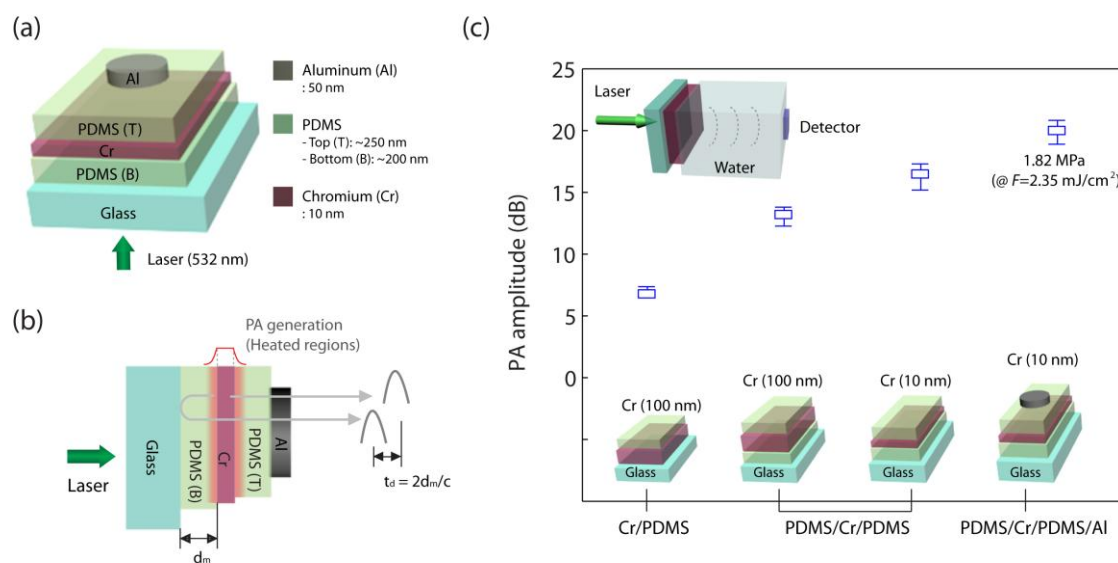 (a)
Al
PDMS (T)
Cr
PDMS (B)
Glass
Laser (532 nm)
Aluminum (Al)
: 50 nm
PDMS
- Top (T): ~250 nm
- Bottom (B): ~200 nm
Chromium (Cr)
: 10 nm
(b)
PA generation
(Heated regions)
Laser
Glass
PDMS (B)
Cr
PDMS (T)
Al
td = 2dm/c
dm
(c)
PA amplitude (dB)
25
20
15
10
5
0
Laser
Water
Detector
1.82 MPa
(@ F=2.35 mJ/cm²)
Cr (100 nm)
Glass
Cr (100 nm)
Glass
Cr (10 nm)
Glass
Cr (10 nm)
Glass
Cr/PDMS
PDMS/Cr/PDMS
PDMS/Cr/PDMS/Al